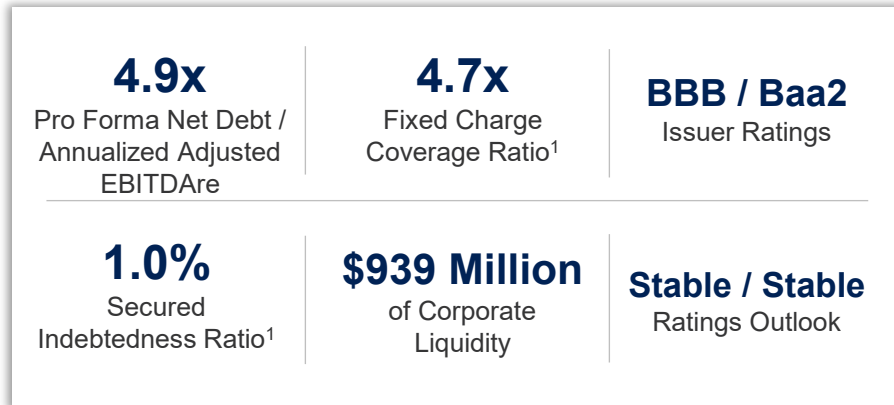 4.9x
Pro Forma Net Debt /
Annualized Adjusted
EBITDAre
4.7x
Fixed Charge
Coverage Ratio¹
BBB / Baa2
Issuer Ratings
1.0%
Secured
Indebtedness Ratio¹
$939 Million
of Corporate
Liquidity
Stable / Stable
Ratings Outlook